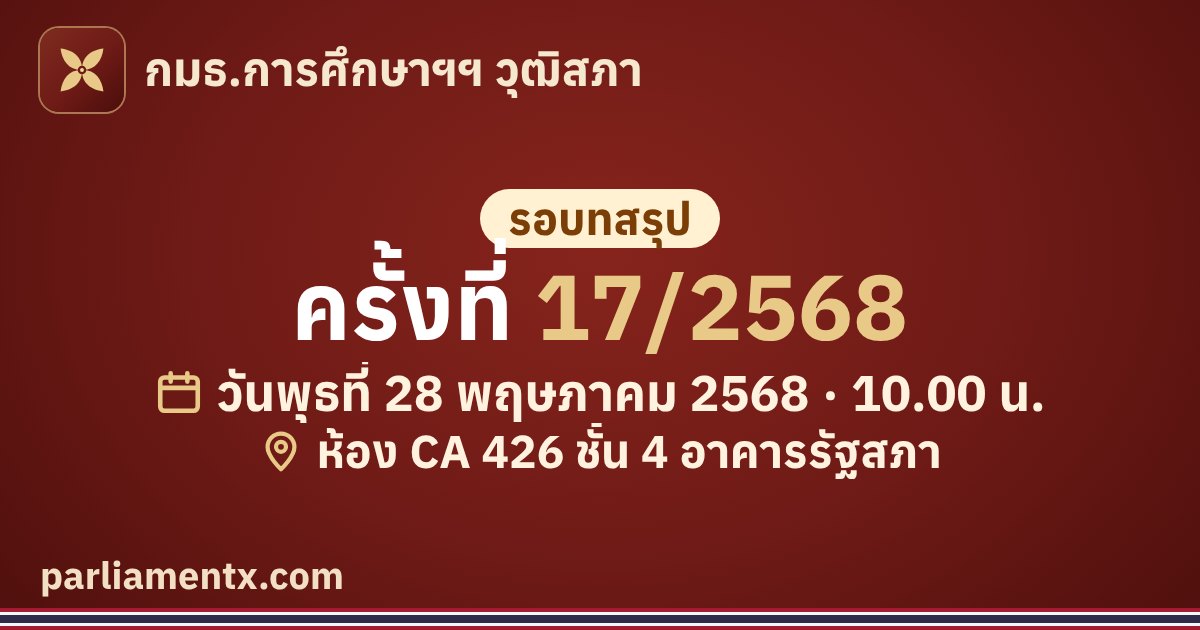 กมธ.การศึกษาฯฯ วุฒิสภา
รอบทสรุป
ครั้งที่ 17/2568
วันพุธที่ 28 พฤษภาคม 2568 · 10.00 น.
ห้อง CA 426 ชั้น 4 อาคารรัฐสภา
parliamentx.com